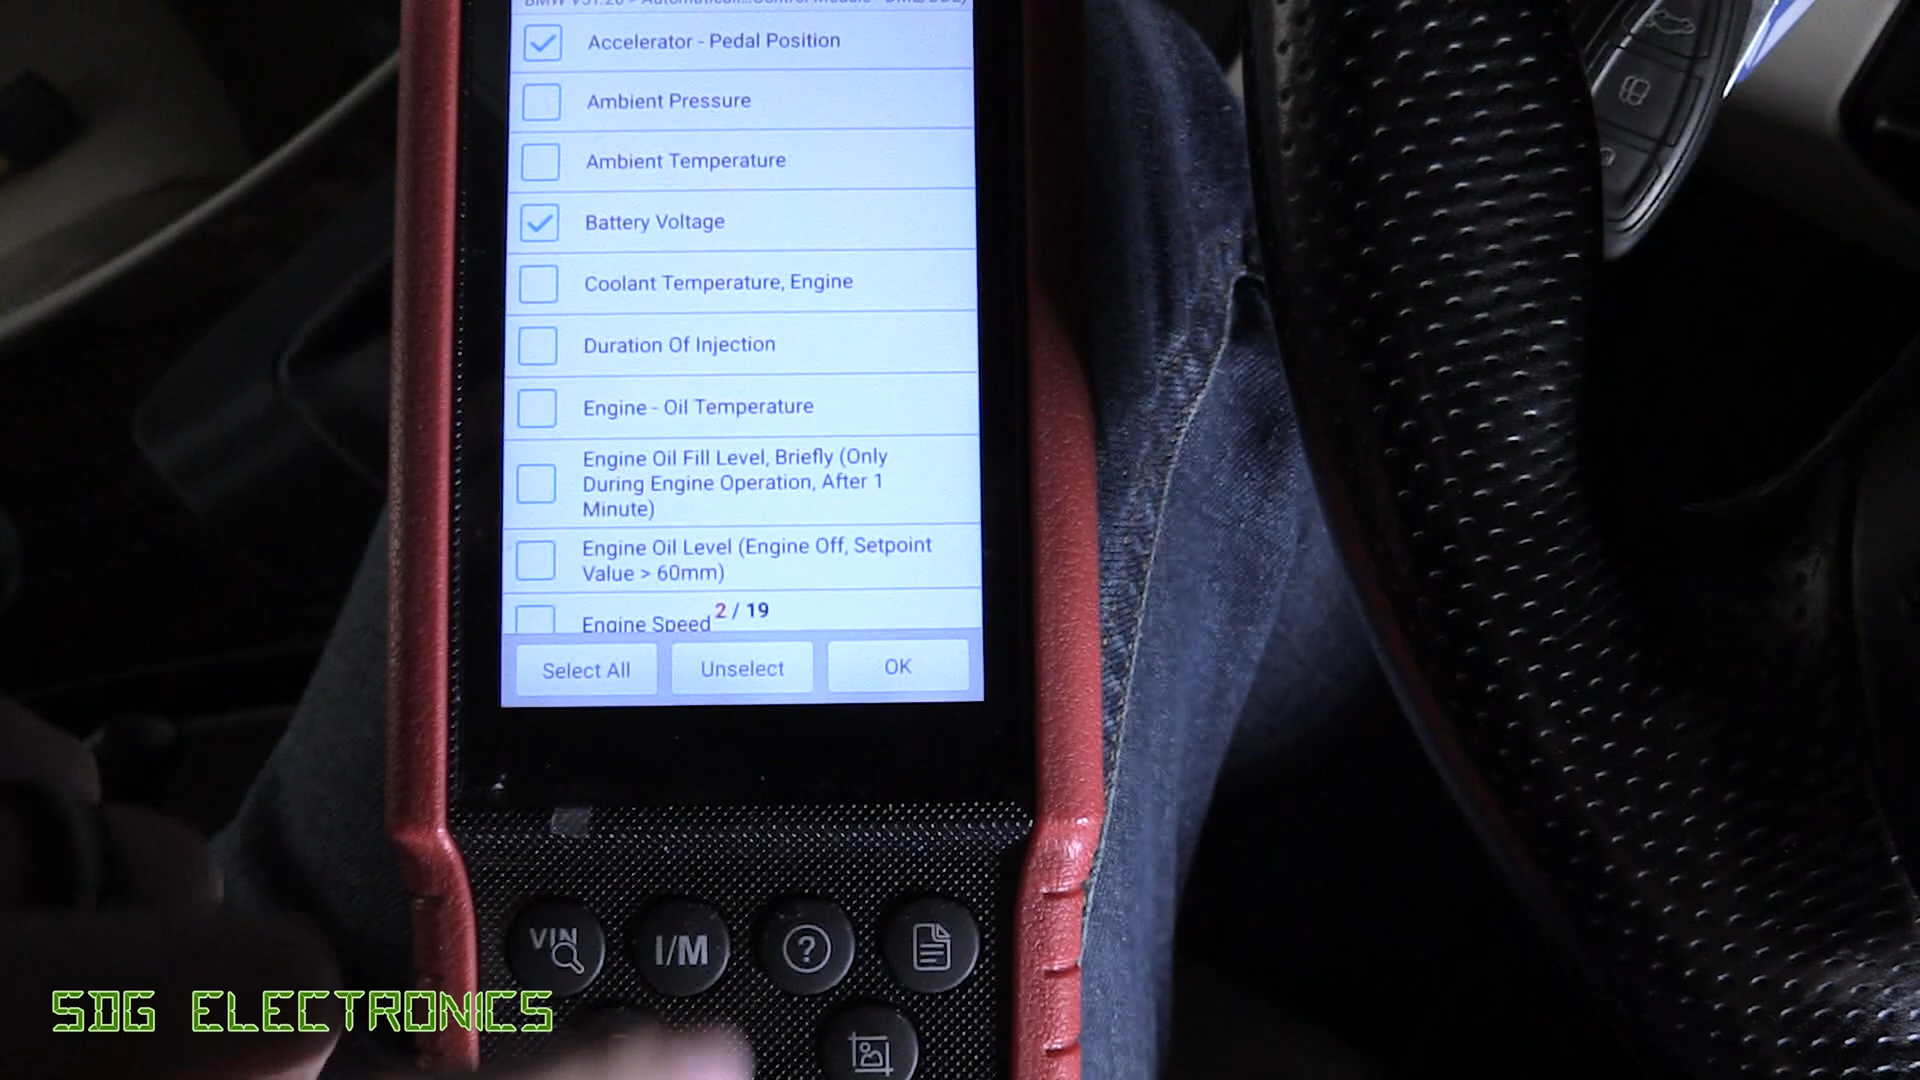 Accelerator - Pedal Position
Ambient Pressure
Ambient Temperature
Battery Voltage
Coolant Temperature, Engine
Duration Of Injection
Engine - Oil Temperature
Engine Oil Fill Level, Briefly (Only
During Engine Operation, After 1
Minute)
Engine Oil Level (Engine Off, Setpoint
Value > 60mm)
Engine Speed
2 / 19
Select All
Unselect
OK
VIN
I/M
?
SDG ELECTRONICS